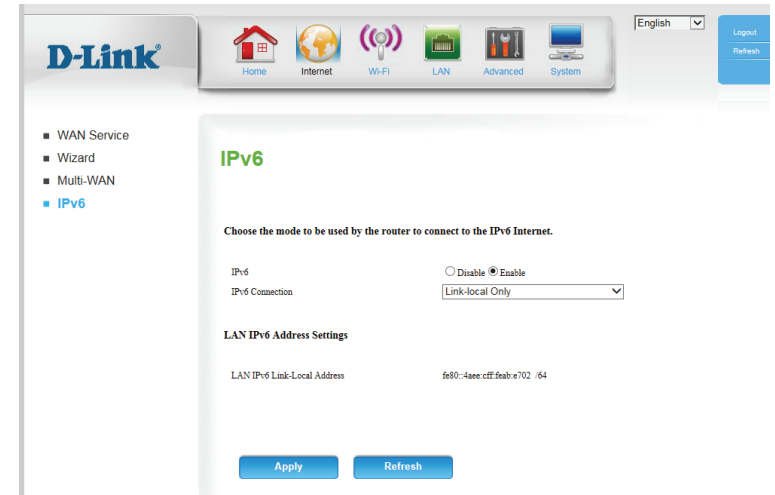 English
Logout
Refresh
D-Link®
Home Internet Wi-Fi LAN Advanced System
WAN Service
Wizard
Multi-WAN
IPv6
IPv6
Choose the mode to be used by the router to connect to the IPv6 Internet.
IPv6 Disable Enable
IPv6 Connection Link-local Only
LAN IPv6 Address Settings
LAN IPv6 Link-Local Address fe80::4aee:cff:feab:e702 /64
Apply Refresh